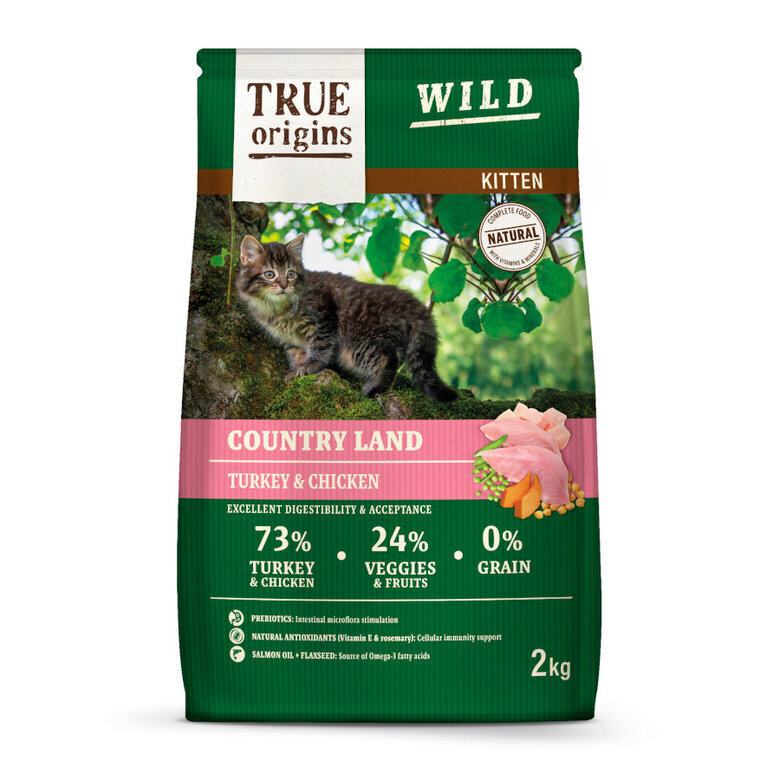 TRUE
origins
WILD
KITTEN
COMPLETE FOOD
NATURAL
WITH VITAMINS & MINERALS
COUNTRY LAND
TURKEY & CHICKEN
EXCELLENT DIGESTIBILITY & ACCEPTANCE
73%
TURKEY
& CHICKEN
24%
VEGGIES
& FRUITS
0%
GRAIN
PREBIOTICS: Intestinal microflora stimulation
NATURAL ANTIOXIDANTS (Vitamin E & rosemary): Cellular immunity support
SALMON OIL + FLAXSEED: Source of Omega-3 fatty acids
2kg